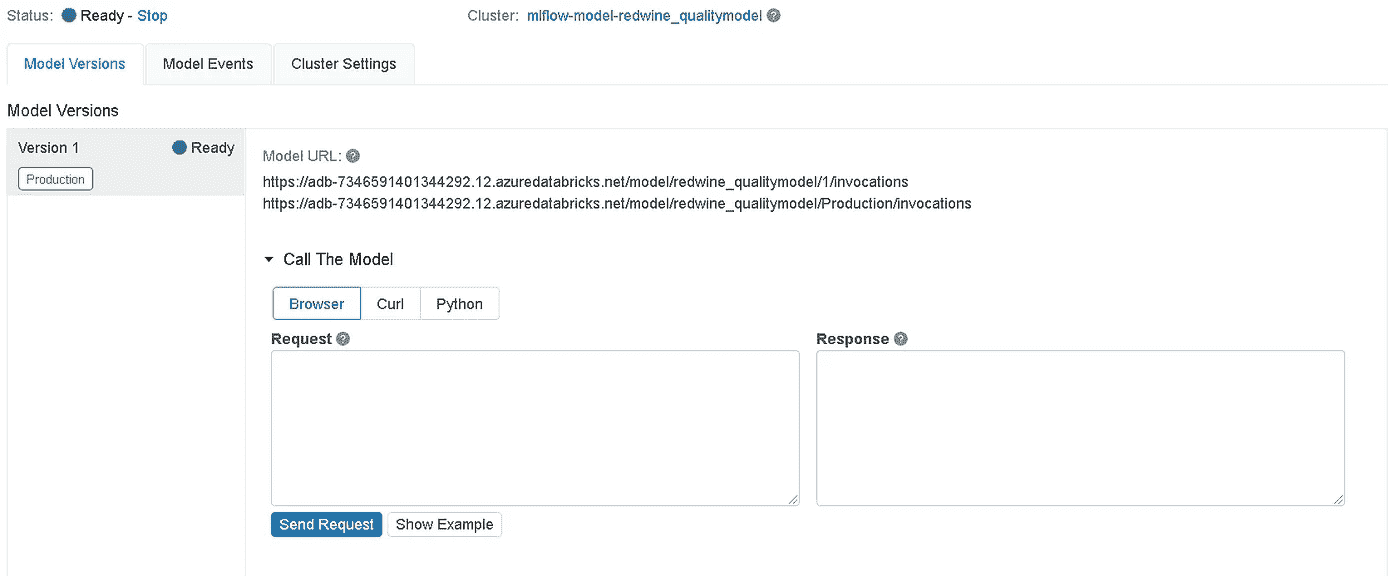 Status: Ready - Stop Cluster: mlflow-model-redwine_qualitymodel
Model Versions Model Events Cluster Settings
Model Versions
Version 1 Ready
Production
Model URL:
https://adb-7346591401344292.12.azuredatabricks.net/model/redwine_qualitymodel/1/invocations
https://adb-7346591401344292.12.azuredatabricks.net/model/redwine_qualitymodel/Production/invocations
Call The Model
Browser Curl Python
Request Response
Send Request Show Example